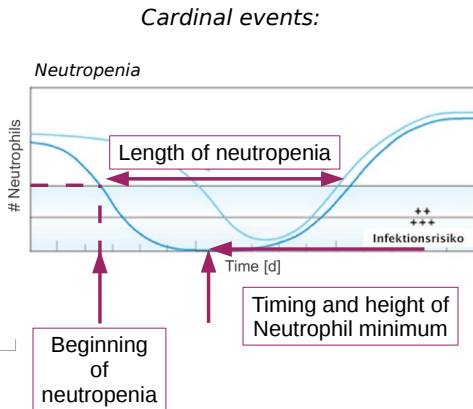 Cardinal events:
Neutropenia
# Neutrophils
Length of neutropenia
++
+++
Infektionsrisiko
Time [d]
Timing and height of
Neutrophil minimum
Beginning
of
neutropenia